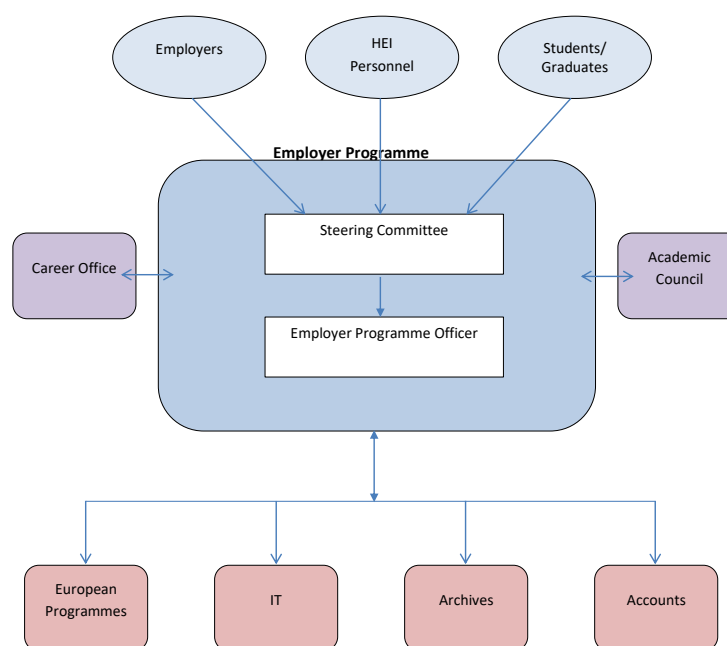 Employers
HEI
Personnel
Students/
Graduates
Employer Programme
Steering Committee
Career Office
Academic
Council
Employer Programme Officer
European
Programmes
IT
Archives
Accounts